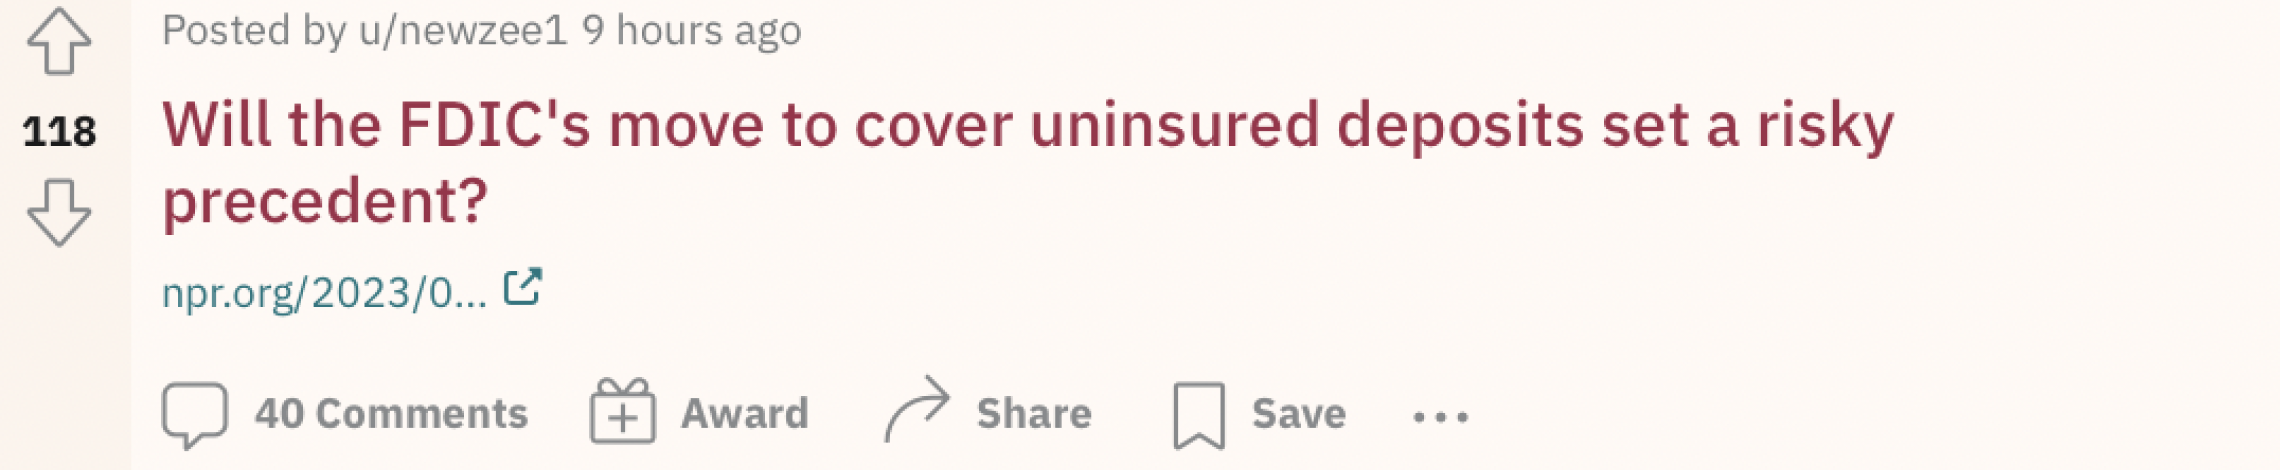 Posted by u/newzee1 9 hours ago
118
Will the FDIC's move to cover uninsured deposits set a risky
precedent?
npr.org/2023/0...
40 Comments Award Share Save ...